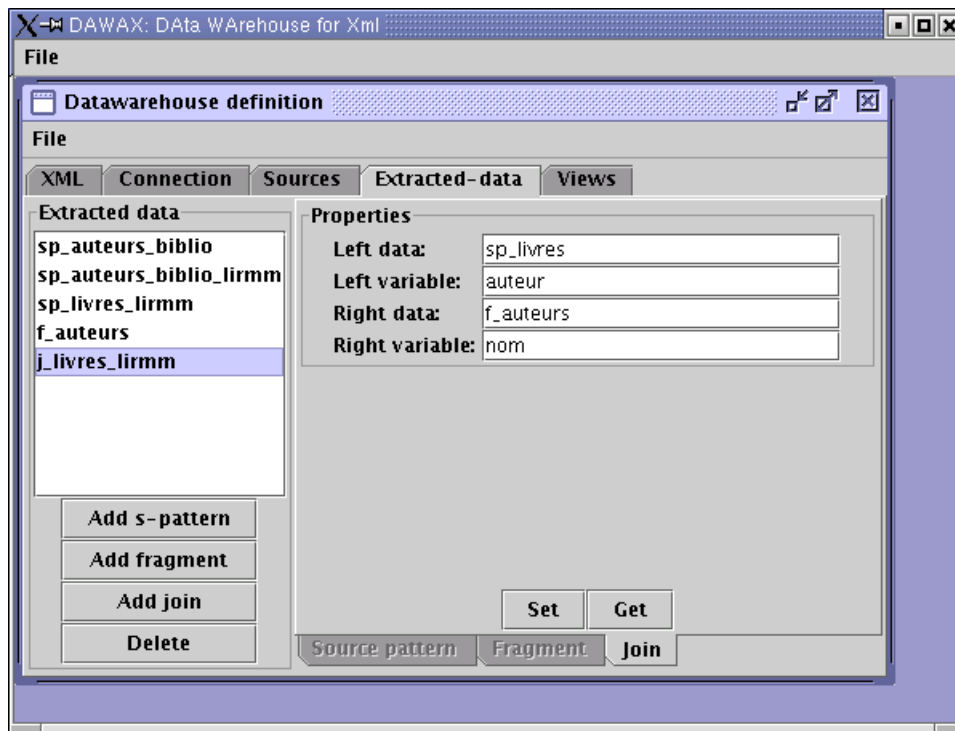 DAWAX: DAta WArehouse for Xml
File
Datawarehouse definition
File
XML Connection Sources Extracted-data Views
Extracted data
sp_auteurs_biblio
sp_auteurs_biblio_lirmm
sp_livres_lirmm
f_auteurs
j_livres_lirmm
Add s-pattern
Add fragment
Add join
Delete
Properties
Left data: sp_livres
Left variable: auteur
Right data: f_auteurs
Right variable: nom
Set Get
Source pattern Fragment Join